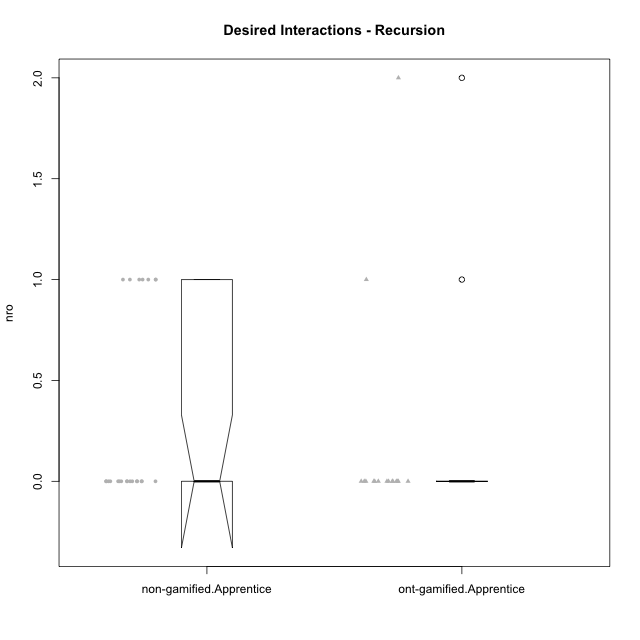 Desired Interactions - Recursion
2.0
1.5
1.0
0.5
0.0
nro
non-gamified.Apprentice
ont-gamified.Apprentice